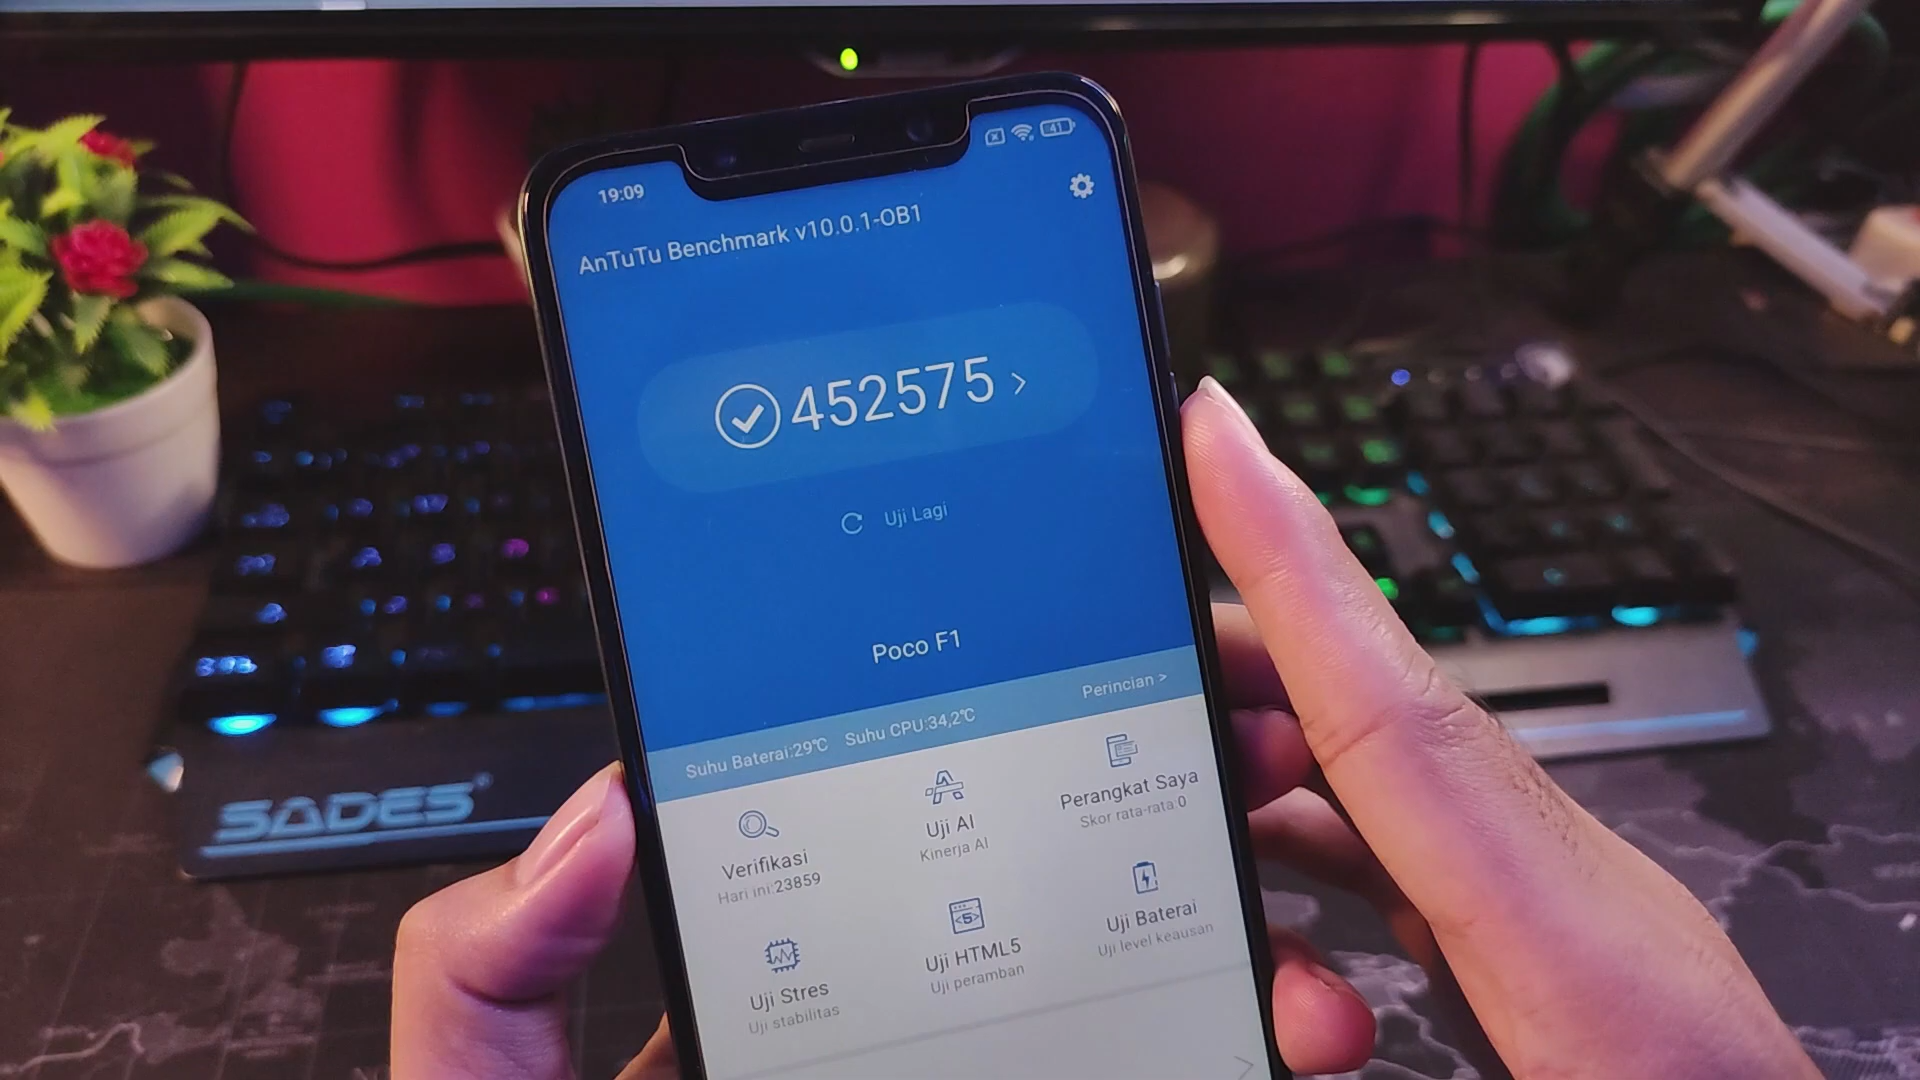 19:09
41
AnTuTu Benchmark v10.0.1-OB1
452575 >
Uji Lagi
Poco F1
Suhu Baterai:29℃ Suhu CPU:34,2℃ Perincian >
Verifikasi
Hari ini:23859
Uji AI
Kinerja AI
Perangkat Saya
Skor rata-rata:0
Uji Stres
Uji stabilitas
Uji HTML5
Uji peramban
Uji Baterai
Uji level keausan
SADES